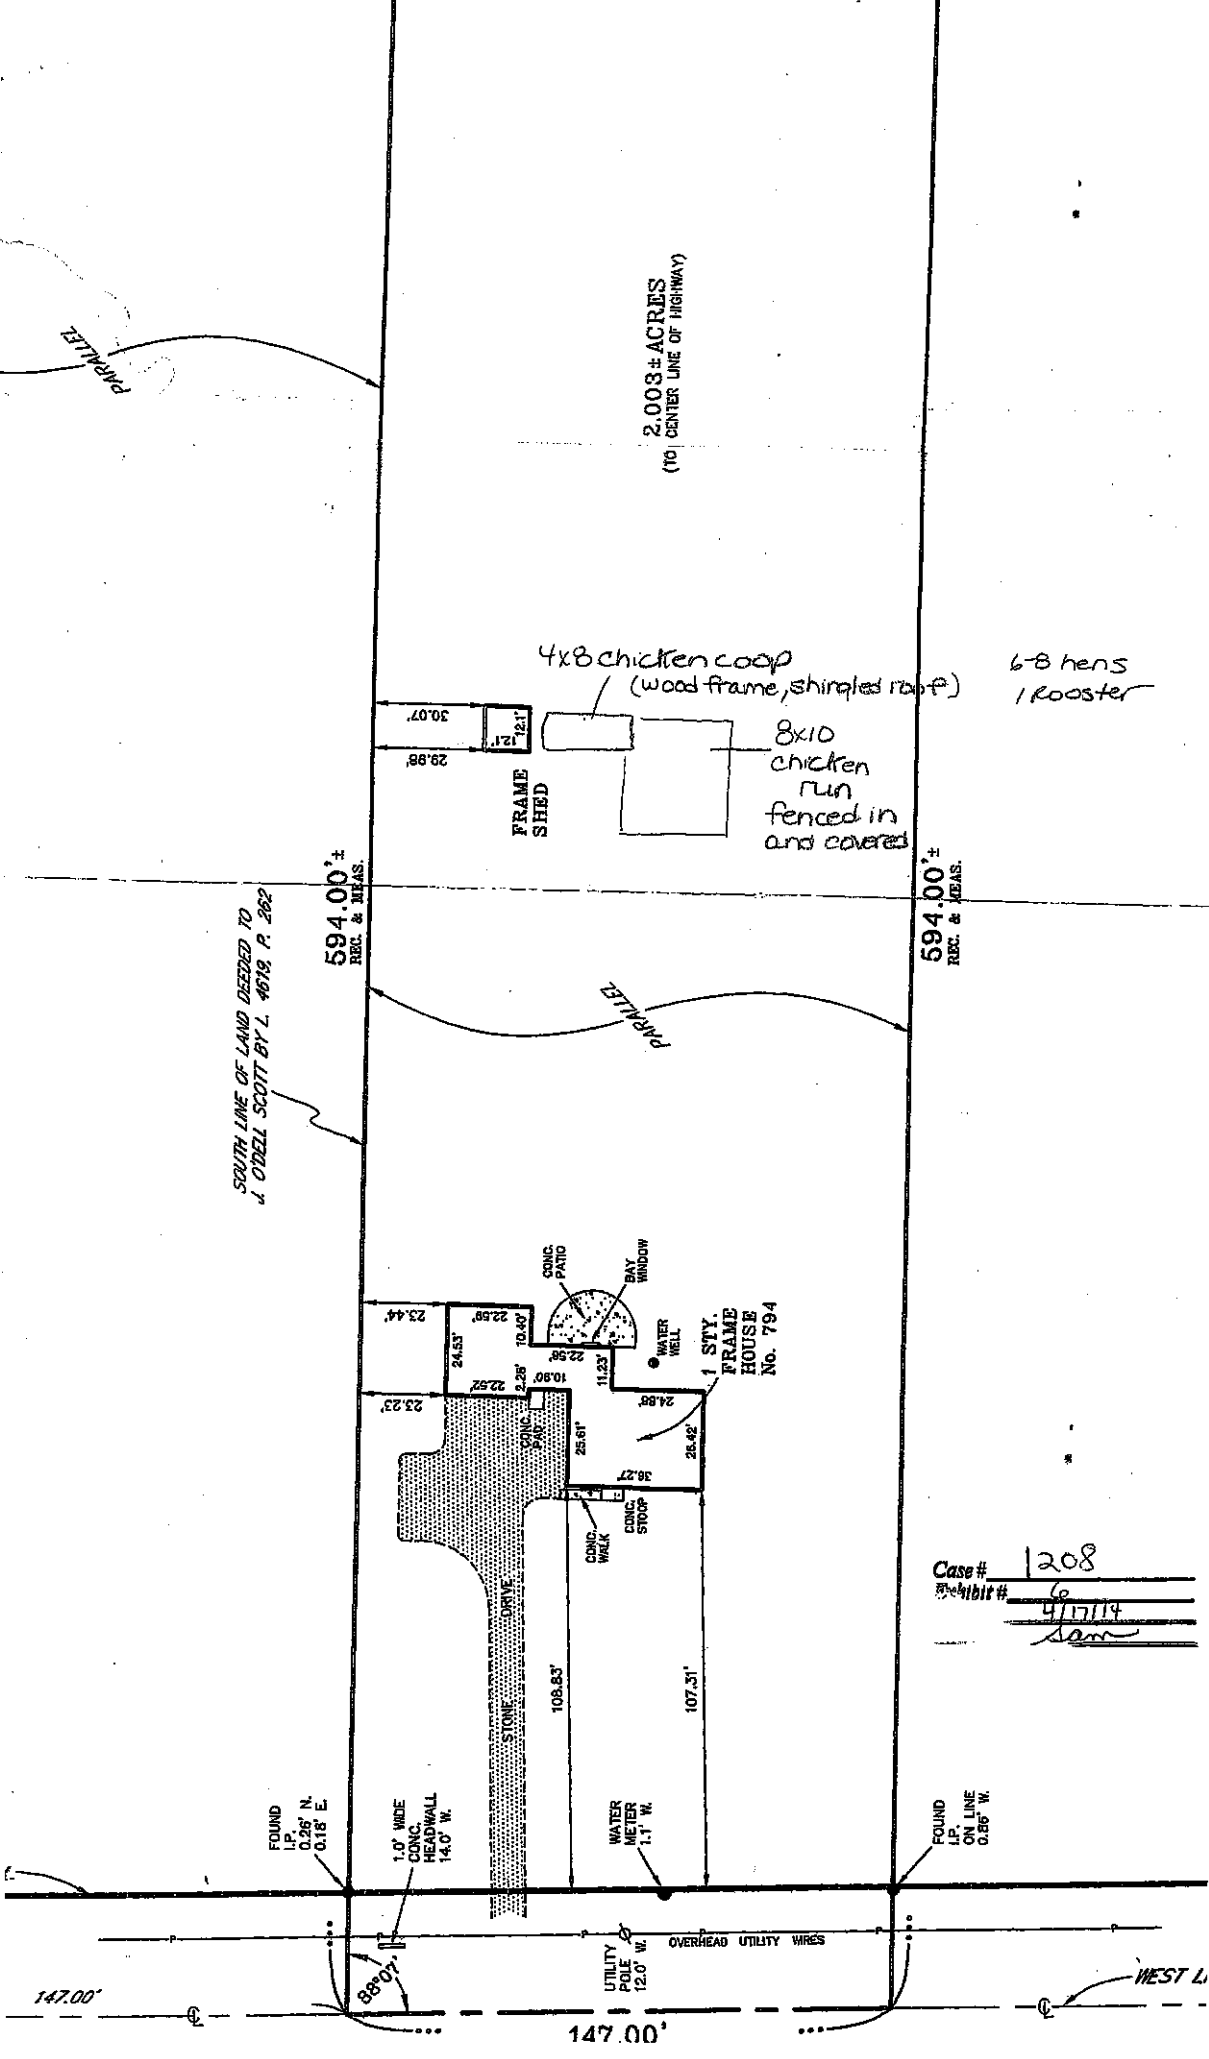 PARALLEL
2.003± ACRES
(TO CENTER LINE OF HIGHWAY)
4x8 chicken coop
(wood frame, shingled roof)
6-8 hens
1 Rooster
30.07'
29.98'
12.1'
12.1'
FRAME
SHED
8x10
chicken
run
fenced in
and covered
594.00'±
REC. & MEAS.
594.00'±
REC. & MEAS.
SOUTH LINE OF LAND DEEDED TO
J. O'DELL SCOTT BY L. 4619, P. 262
PARALLEL
CONC.
PATIO
BAY
WINDOW
WATER
WELL
1 STY.
FRAME
HOUSE
No. 794
23.44'
22.59'
10.40'
24.53'
22.58'
11.23'
23.23'
22.52'
2.28'
10.90'
24.88'
CONC.
PAD
25.61'
25.42'
36.27'
CONC.
WALK
CONC.
STOOP
STONE DRIVE
108.83'
107.31'
Case # 1208
Exhibit # 6
4/17/14
Sam
FOUND
I.P.
0.26' N.
0.18' E.
1.0' WIDE
CONC.
HEADWALL
14.0' W.
WATER
METER
1.1' W.
FOUND
I.P.
ON LINE
0.86' W.
P
P
P
P
P
P
OVERHEAD UTILITY WIRES
UTILITY
POLE
12.0' W.
88°07'
147.00'
147.00'
WEST LI